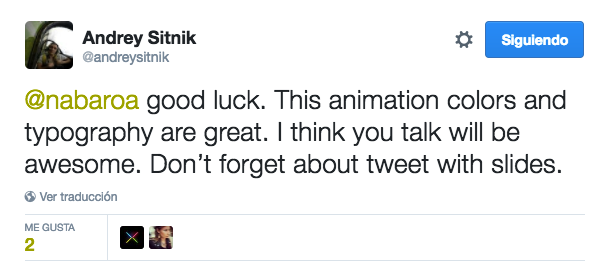 Andrey Sitnik
@andreysitnik
Siguiendo
@nabaroa good luck. This animation colors and
typography are great. I think you talk will be
awesome. Don’t forget about tweet with slides.
Ver traducción
ME GUSTA
2